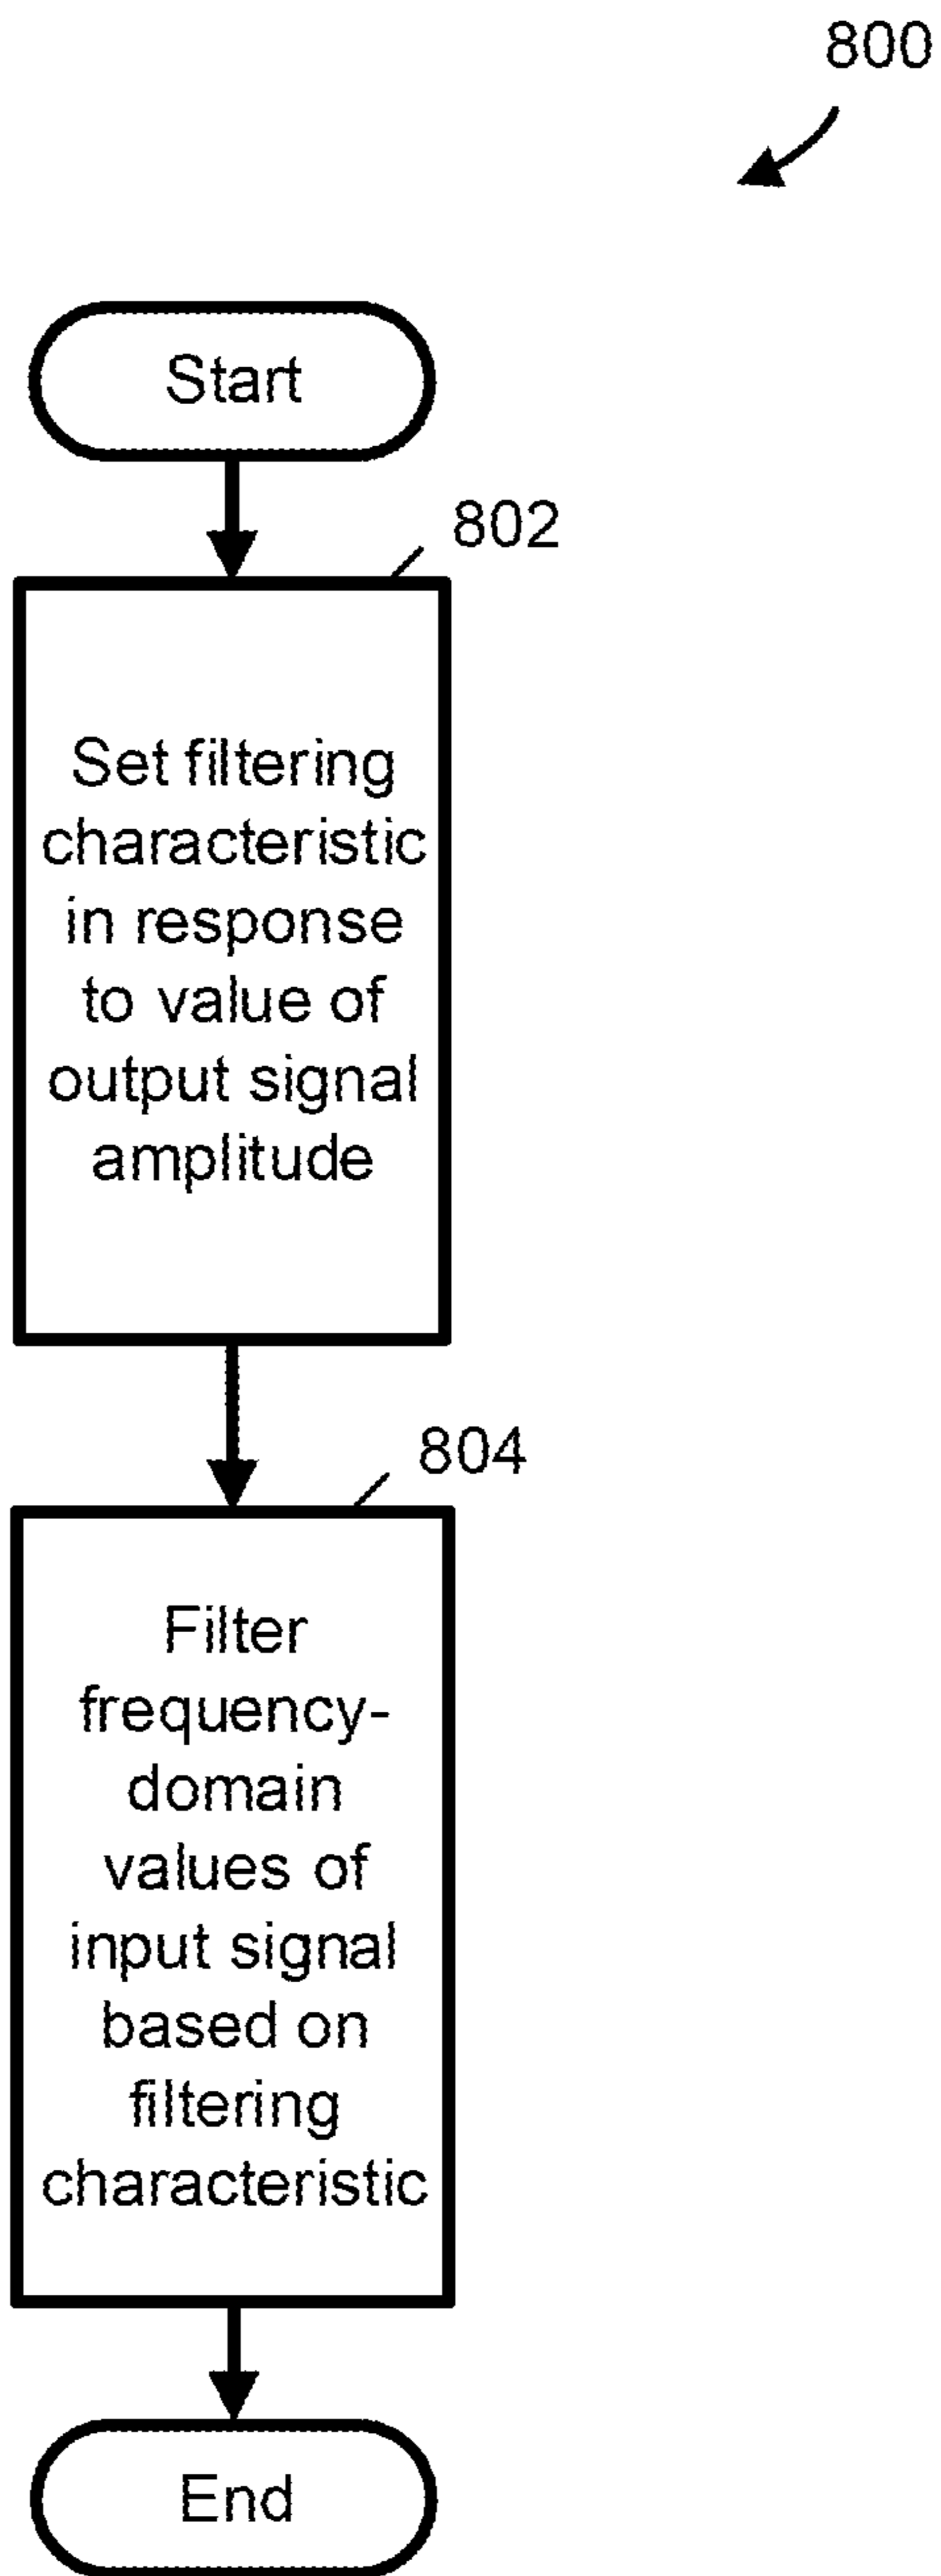 800
Start
802
Set filtering
characteristic
in response
to value of
output signal
amplitude
804
Filter
frequency-
domain
values of
input signal
based on
filtering
characteristic
End